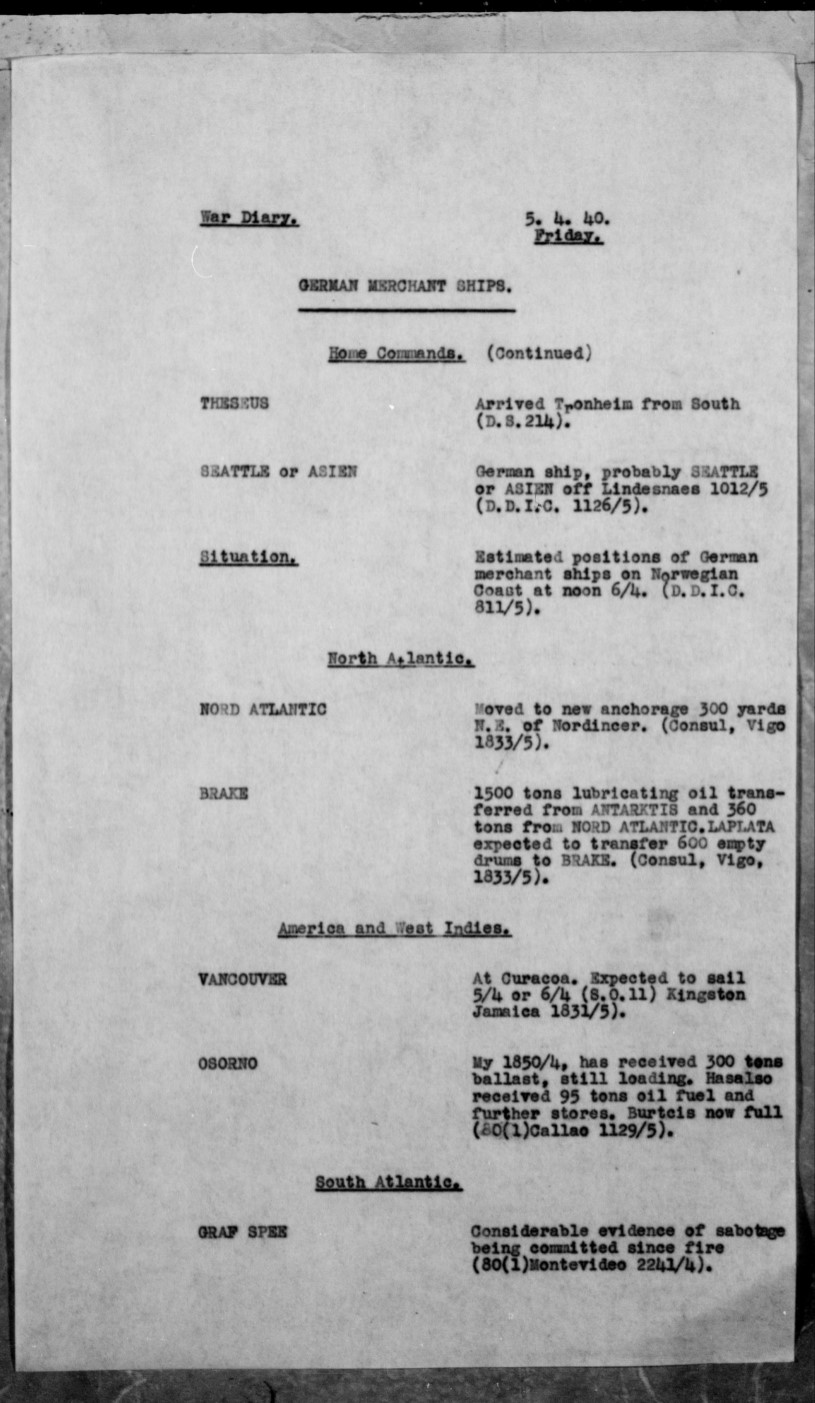 War Diary. 5. 4. 40.
Friday.
GERMAN MERCHANT SHIPS.
Home Commands. (Continued)
THESEUS Arrived Tronheim from South
(D.S.214).
SEATTLE or ASIEN German ship, probably SEATTLE
or ASIEN off Lindesnaes 1012/5
(D.D.I.C. 1126/5).
Situation. Estimated positions of German
merchant ships on Norwegian
Coast at noon 6/4. (D.D.I.C.
811/5).
North Atlantic.
NORD ATLANTIC Moved to new anchorage 300 yards
N.E. of Nordincer. (Consul, Vigo
1833/5).
BRAKE 1500 tons lubricating oil trans-
ferred from ANTARKTIS and 360
tons from NORD ATLANTIC.LAPLATA
expected to transfer 600 empty
drums to BRAKE. (Consul, Vigo,
1833/5).
America and West Indies.
VANCOUVER At Curacoa. Expected to sail
5/4 or 6/4 (S.O.11) Kingston
Jamaica 1831/5).
OSORNO My 1850/4, has received 300 tons
ballast, still loading. Hasalso
received 95 tons oil fuel and
further stores. Burtcis now full
(80(1)Callao 1129/5).
South Atlantic.
GRAF SPEE Considerable evidence of sabotage
being committed since fire
(80(1)Montevideo 2241/4).